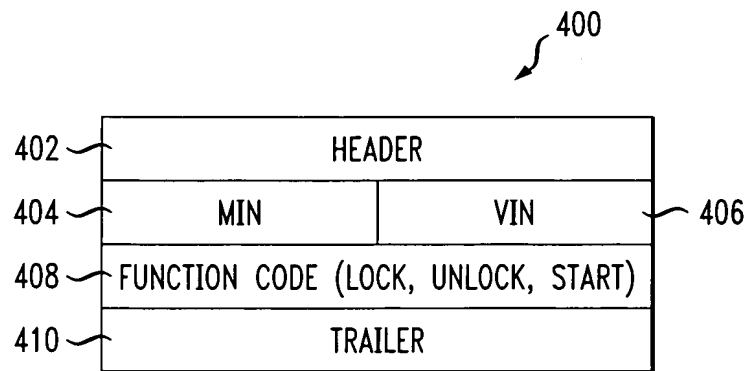 400
402 HEADER
404 MIN VIN 406
408 FUNCTION CODE (LOCK, UNLOCK, START)
410 TRAILER